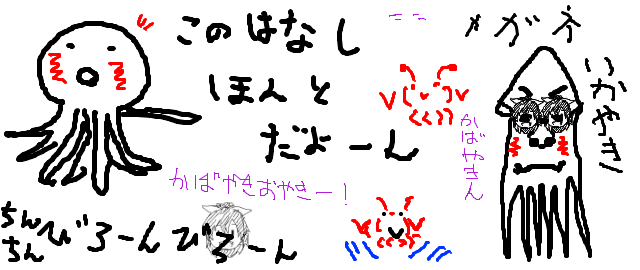 このはなし
ほんと
だよーん
メガネ
いかやき
かばやきん
かばやきおやきー！
ちんびろーんびろーん
ちん